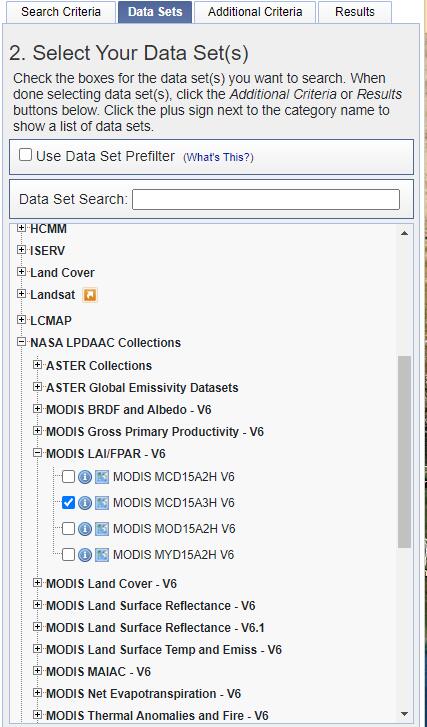 Search Criteria Data Sets Additional Criteria Results
2. Select Your Data Set(s)
Check the boxes for the data set(s) you want to search. When
done selecting data set(s), click the Additional Criteria or Results
buttons below. Click the plus sign next to the category name to
show a list of data sets.
Use Data Set Prefilter (What's This?)
Data Set Search:
HCMM
ISERV
Land Cover
Landsat
LCMAP
NASA LPDAAC Collections
ASTER Collections
ASTER Global Emissivity Datasets
MODIS BRDF and Albedo - V6
MODIS Gross Primary Productivity - V6
MODIS LAI/FPAR - V6
MODIS MCD15A2H V6
MODIS MCD15A3H V6
MODIS MOD15A2H V6
MODIS MYD15A2H V6
MODIS Land Cover - V6
MODIS Land Surface Reflectance - V6
MODIS Land Surface Reflectance - V6.1
MODIS Land Surface Temp and Emiss - V6
MODIS MAIAC - V6
MODIS Net Evapotranspiration - V6
MODIS Thermal Anomalies and Fire - V6